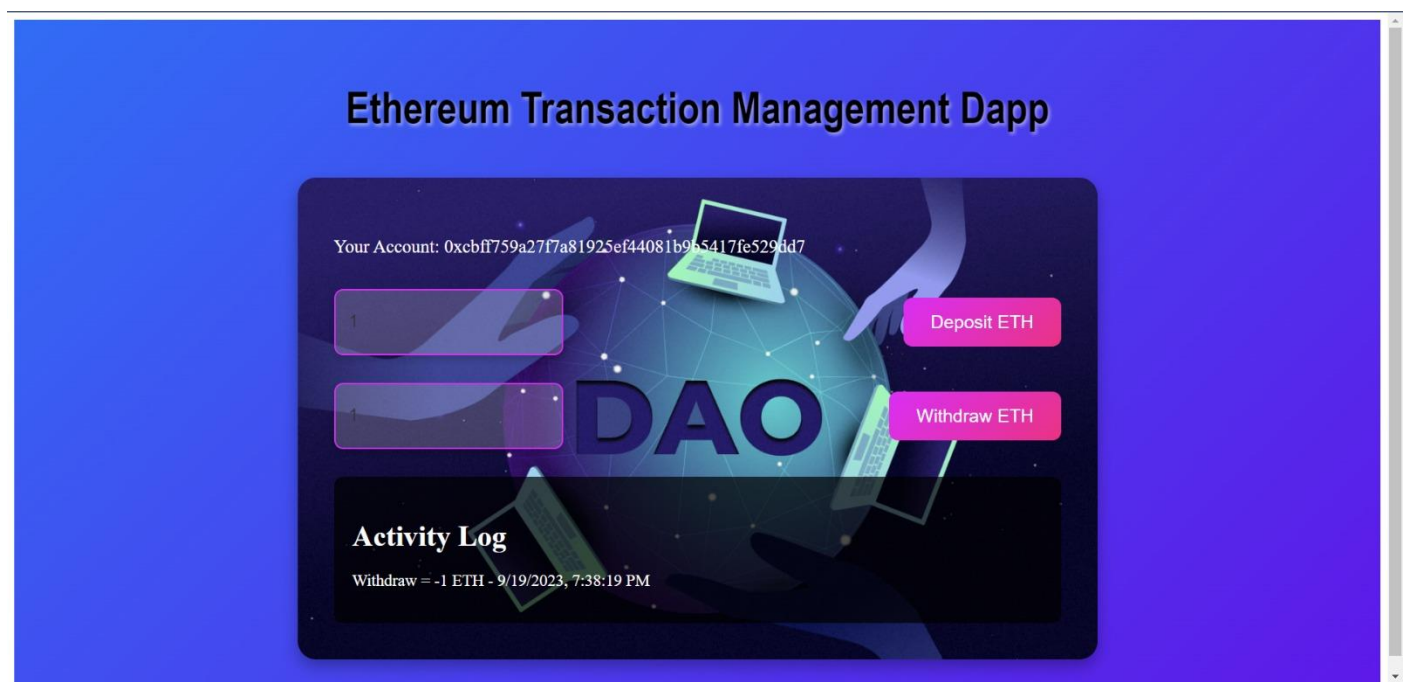 Ethereum Transaction Management Dapp
Your Account: 0xcbff759a27f7a81925ef44081b9b5417fe529dd7
1
Deposit ETH
1
Withdraw ETH
DAO
Activity Log
Withdraw = -1 ETH - 9/19/2023, 7:38:19 PM